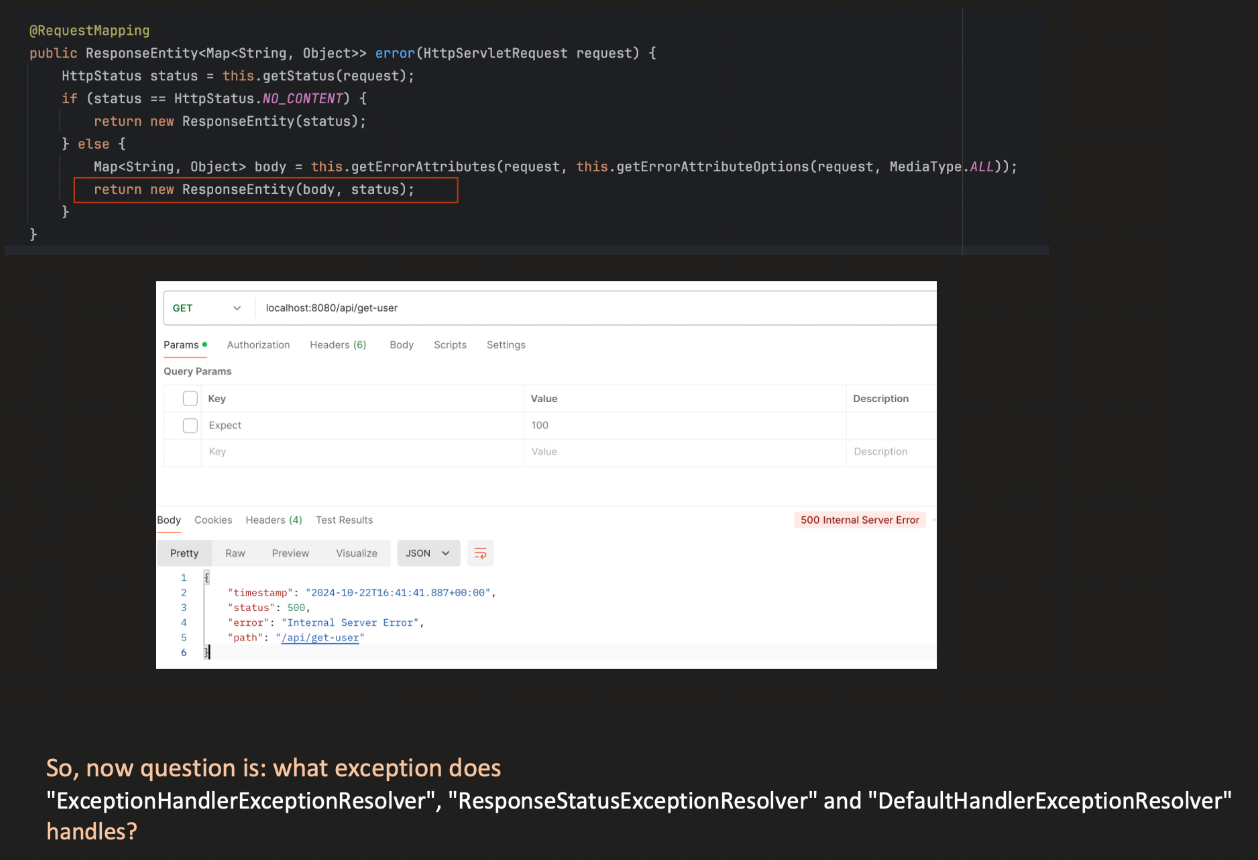 @RequestMapping
public ResponseEntity<Map<String, Object>> error(HttpServletRequest request) {
HttpStatus status = this.getStatus(request);
if (status == HttpStatus.NO_CONTENT) {
return new ResponseEntity(status);
} else {
Map<String, Object> body = this.getErrorAttributes(request, this.getErrorAttributeOptions(request, MediaType.ALL));
return new ResponseEntity(body, status);
}
}
GET localhost:8080/api/get-user
Params Authorization Headers (6) Body Scripts Settings
Query Params
Key Value Description
Expect 100
Key Value Description
Body Cookies Headers (4) Test Results 500 Internal Server Error
Pretty Raw Preview Visualize JSON
1 {
2 "timestamp": "2024-10-22T16:41:41.887+00:00",
3 "status": 500,
4 "error": "Internal Server Error",
5 "path": "/api/get-user"
6 }
So, now question is: what exception does
"ExceptionHandlerExceptionResolver", "ResponseStatusExceptionResolver" and "DefaultHandlerExceptionResolver"
handles?